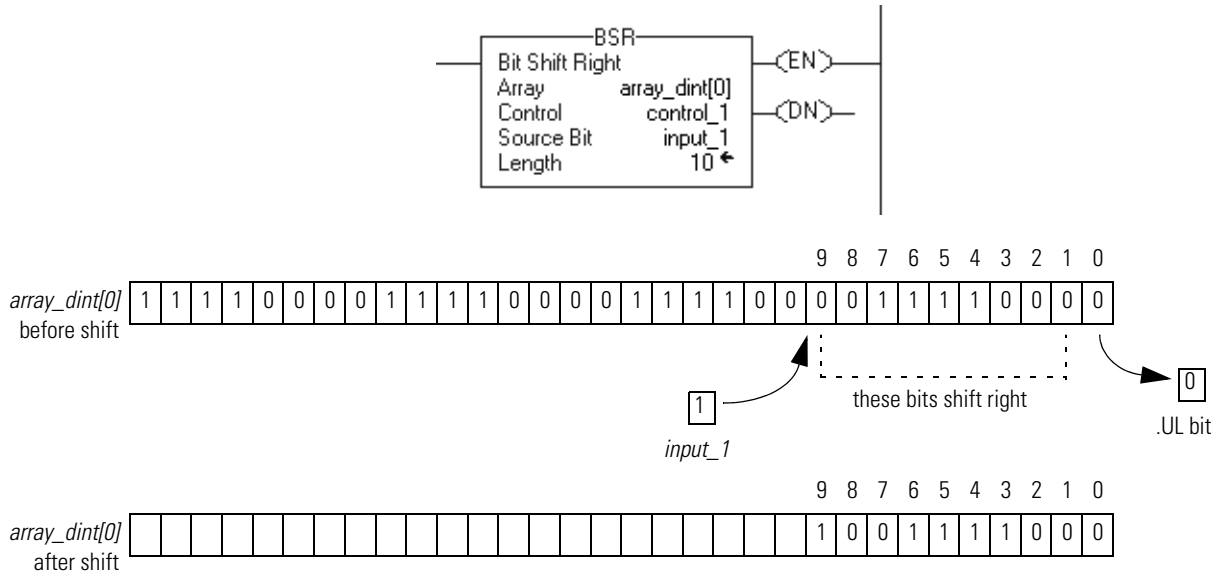 BSR
Bit Shift Right
Array array_dint[0]
Control control_1
Source Bit input_1
Length 10
EN
DN
9 8 7 6 5 4 3 2 1 0
array_dint[0] 1 1 1 1 0 0 0 0 1 1 1 1 0 0 0 0 1 1 1 1 0 0 0 0 1 1 1 1 0 0 0 0
before shift
these bits shift right
1
input_1
0
.UL bit
9 8 7 6 5 4 3 2 1 0
array_dint[0] 1 0 0 1 1 1 1 0 0 0
after shift